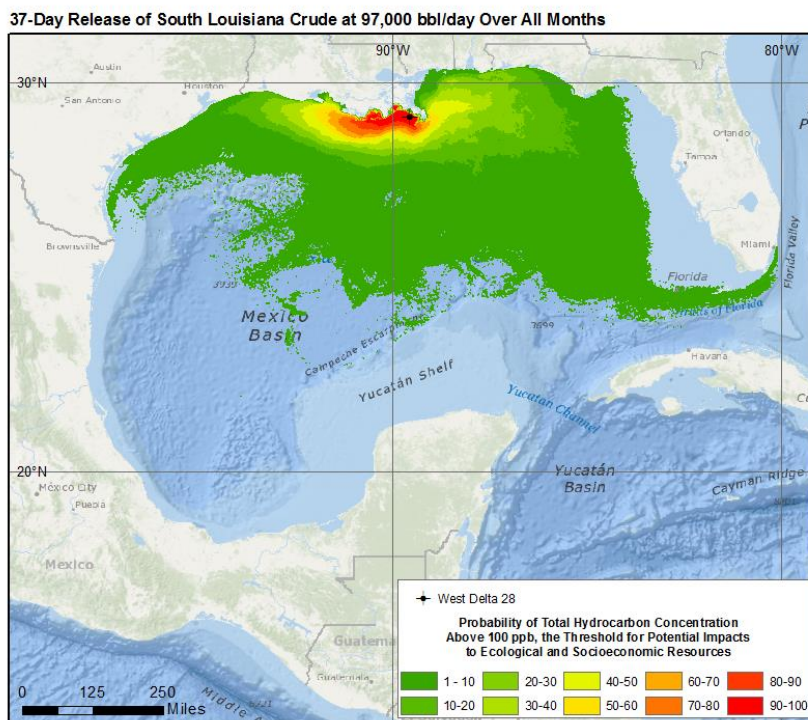 37-Day Release of South Louisiana Crude at 97,000 bbl/day Over All Months
90°W
80°W
Austin
30°N
Houston
San Antonio
Orlando
Tampa
Brownsville
Miami
Florida Valley
Florida
3939
Mexico
Basin
Straits of Florida
Campeche Escarpment
3699
Havana
Yucatán Shelf
Yucatan Channel
20°N
México City
Puebla
Yucatan
Basin
Cayman Ridge
Mexico
West Delta 28
Probability of Total Hydrocarbon Concentration
Above 100 ppb, the Threshold for Potential Impacts
to Ecological and Socioeconomic Resources
Guatemala
1 - 10 20-30 40-50 60-70 80-90
0 125 250
Miles
6221
Middle
10-20 30-40 50-60 70-80 90-100